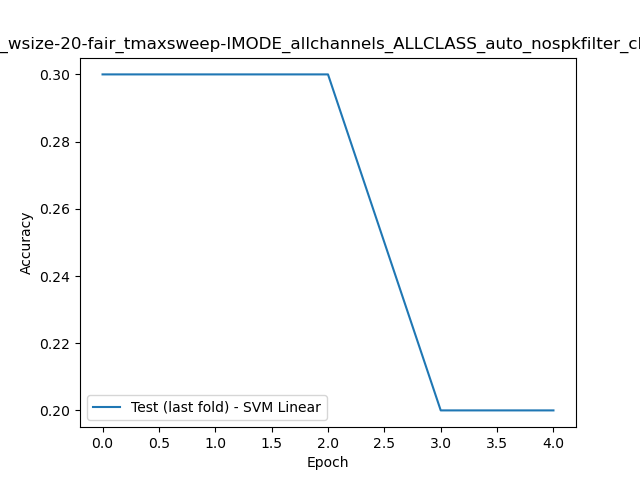 _wsize-20-fair_tmaxsweep-IMODE_allchannels_ALLCLASS_auto_nospkfilter_cl
0.30
0.28
0.26
0.24
0.22
0.20
Accuracy
Test (last fold) - SVM Linear
0.0 0.5 1.0 1.5 2.0 2.5 3.0 3.5 4.0
Epoch